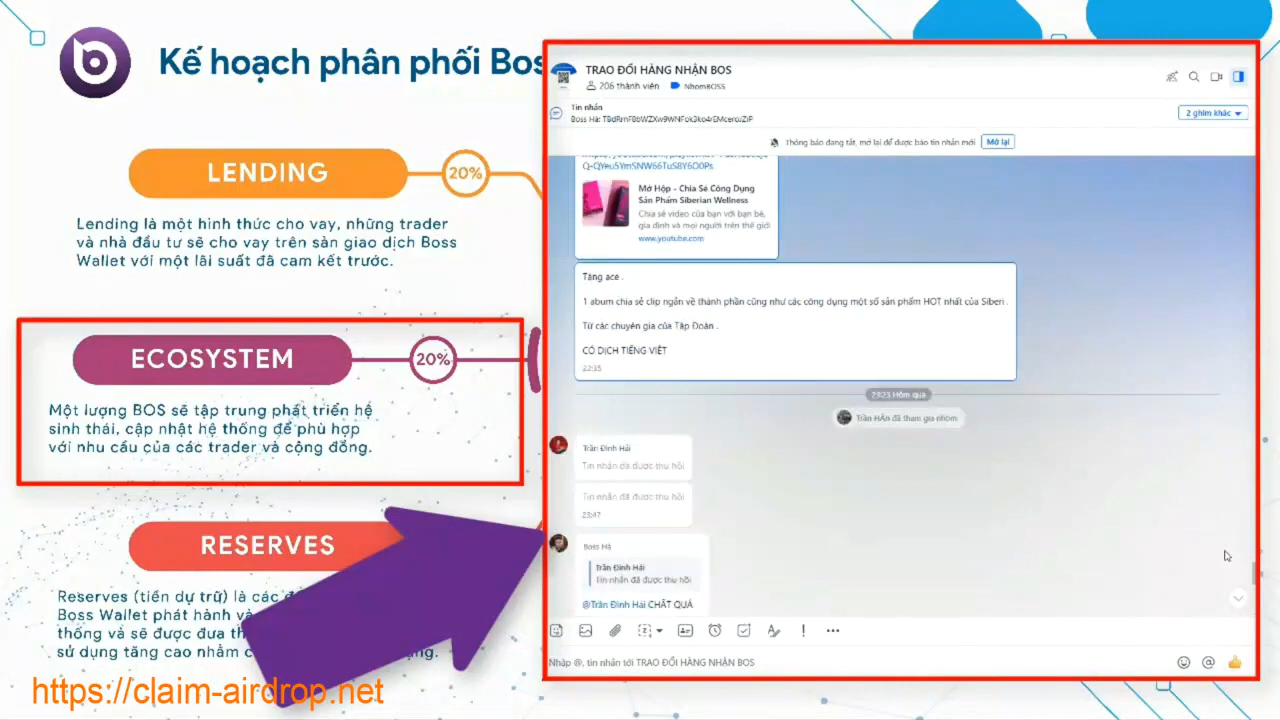 Kế hoạch phân phối Bos
LENDING
20%
Lending là một hình thức cho vay, những trader
và nhà đầu tư sẽ cho vay trên sàn giao dịch Boss
Wallet với một lãi suất đã cam kết trước.
ECOSYSTEM
20%
Một lượng BOS sẽ tập trung phát triển hệ
sinh thái, cập nhật hệ thống để phù hợp
với nhu cầu của các trader và cộng đồng.
RESERVES
Reserves (tiền dự trữ) là các
Boss Wallet phát hành
thống và sẽ được đưa
sử dụng tăng cao nhằm
https://claim-airdrop.net
TRAO ĐỔI HÀNG NHẬN BOS
206 thành viên NhomBOSS
Tin nhắn
Boss Hà:
2 ghim khác
Thông báo đang tắt, mở lại để được báo tin nhắn mới
Mở lại
Q-QYeu5YmSNW66TuS8Y6O0Ps
Mở Hộp - Chia Sẻ Công Dụng
Sản Phẩm Siberian Wellness
Chia sẻ video của bạn với bạn bè,
gia đình và mọi người trên thế giới
www.youtube.com
Tặng ace .
1 abum chia sẻ clip ngắn về thành phần cũng như các công dụng một số sản phẩm HOT nhất của Siberi .
Từ các chuyên gia của Tập Đoàn .
CÓ DỊCH TIẾNG VIỆT
22:35
23:23 Hôm qua
Trần Hân đã tham gia nhóm
Trần Đình Hải
Tin nhắn đã được thu hồi
Tin nhắn đã được thu hồi
23:47
Boss Hà
Trần Đình Hải
Tin nhắn đã được thu hồi
@Trần Đình Hải CHẤT QUÁ
Nhập @, tin nhắn tới TRAO ĐỔI HÀNG NHẬN BOS